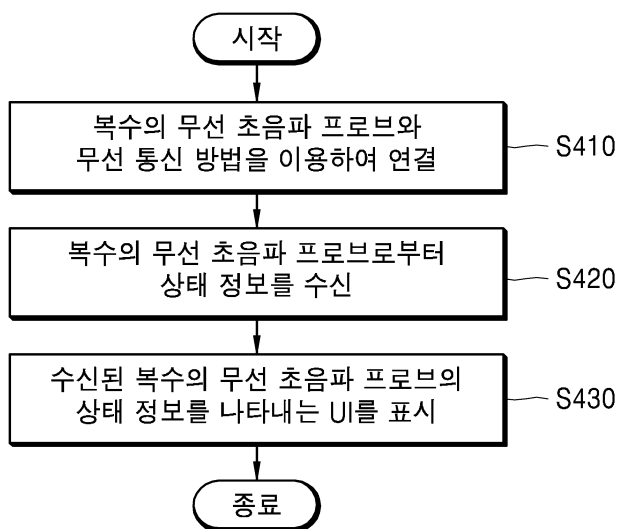 시작
복수의 무선 초음파 프로브와
무선 통신 방법을 이용하여 연결
S410
복수의 무선 초음파 프로브로부터
상태 정보를 수신
S420
수신된 복수의 무선 초음파 프로브의
상태 정보를 나타내는 UI를 표시
S430
종료